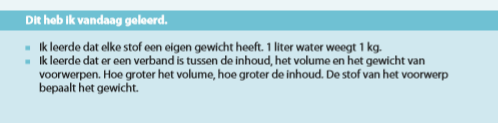 Dit heb ik vandaag geleerd.
Ik leerde dat elke stof een eigen gewicht heeft. 1 liter water weegt 1 kg.
Ik leerde dat er een verband is tussen de inhoud, het volume en het gewicht van
voorwerpen. Hoe groter het volume, hoe groter de inhoud. De stof van het voorwerp
bepaalt het gewicht.